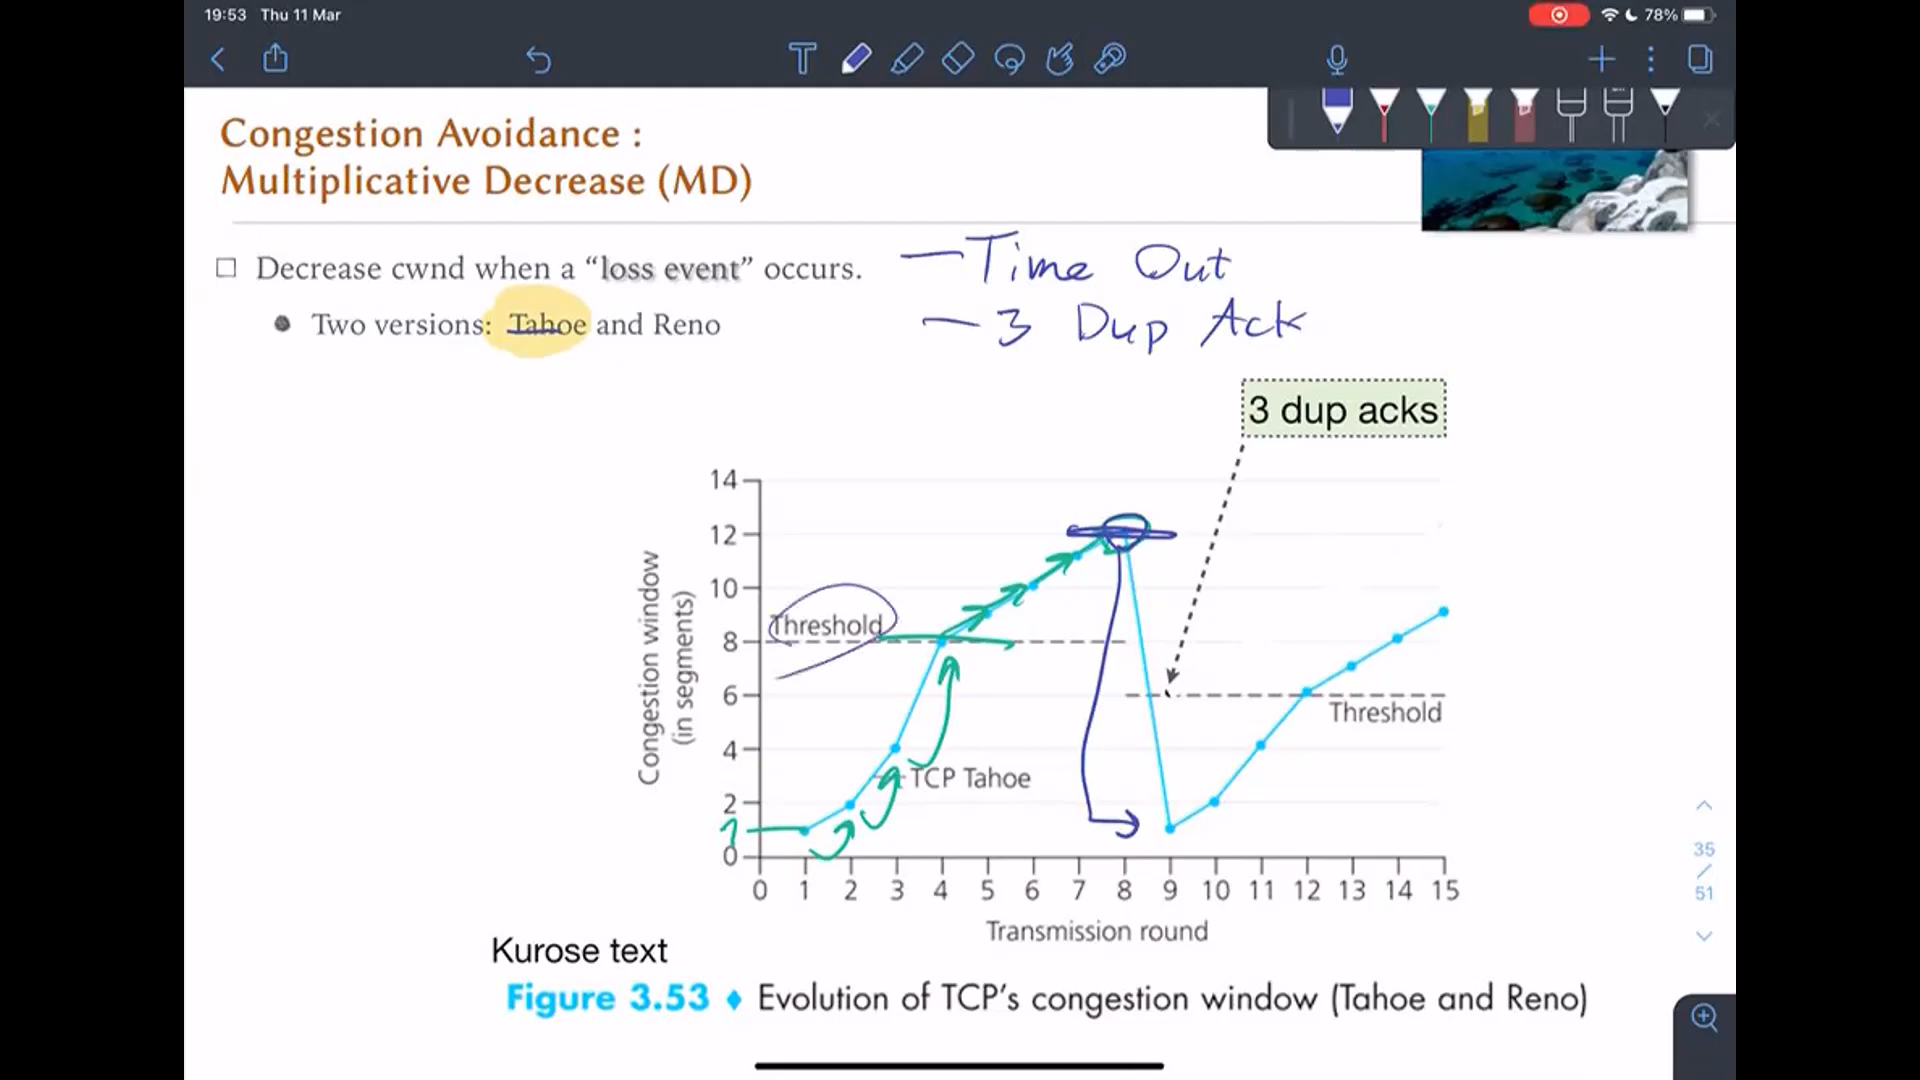 19:53 Thu 11 Mar
78%
Congestion Avoidance :
Multiplicative Decrease (MD)
Decrease cwnd when a “loss event” occurs.
Two versions: Tahoe and Reno
- Time Out
- 3 Dup Ack
3 dup acks
Congestion window
(in segments)
14
12
10
8
6
4
2
1
0
Threshold
Threshold
TCP Tahoe
0 1 2 3 4 5 6 7 8 9 10 11 12 13 14 15
Transmission round
Kurose text
Figure 3.53 ♦ Evolution of TCP’s congestion window (Tahoe and Reno)
35
/
51